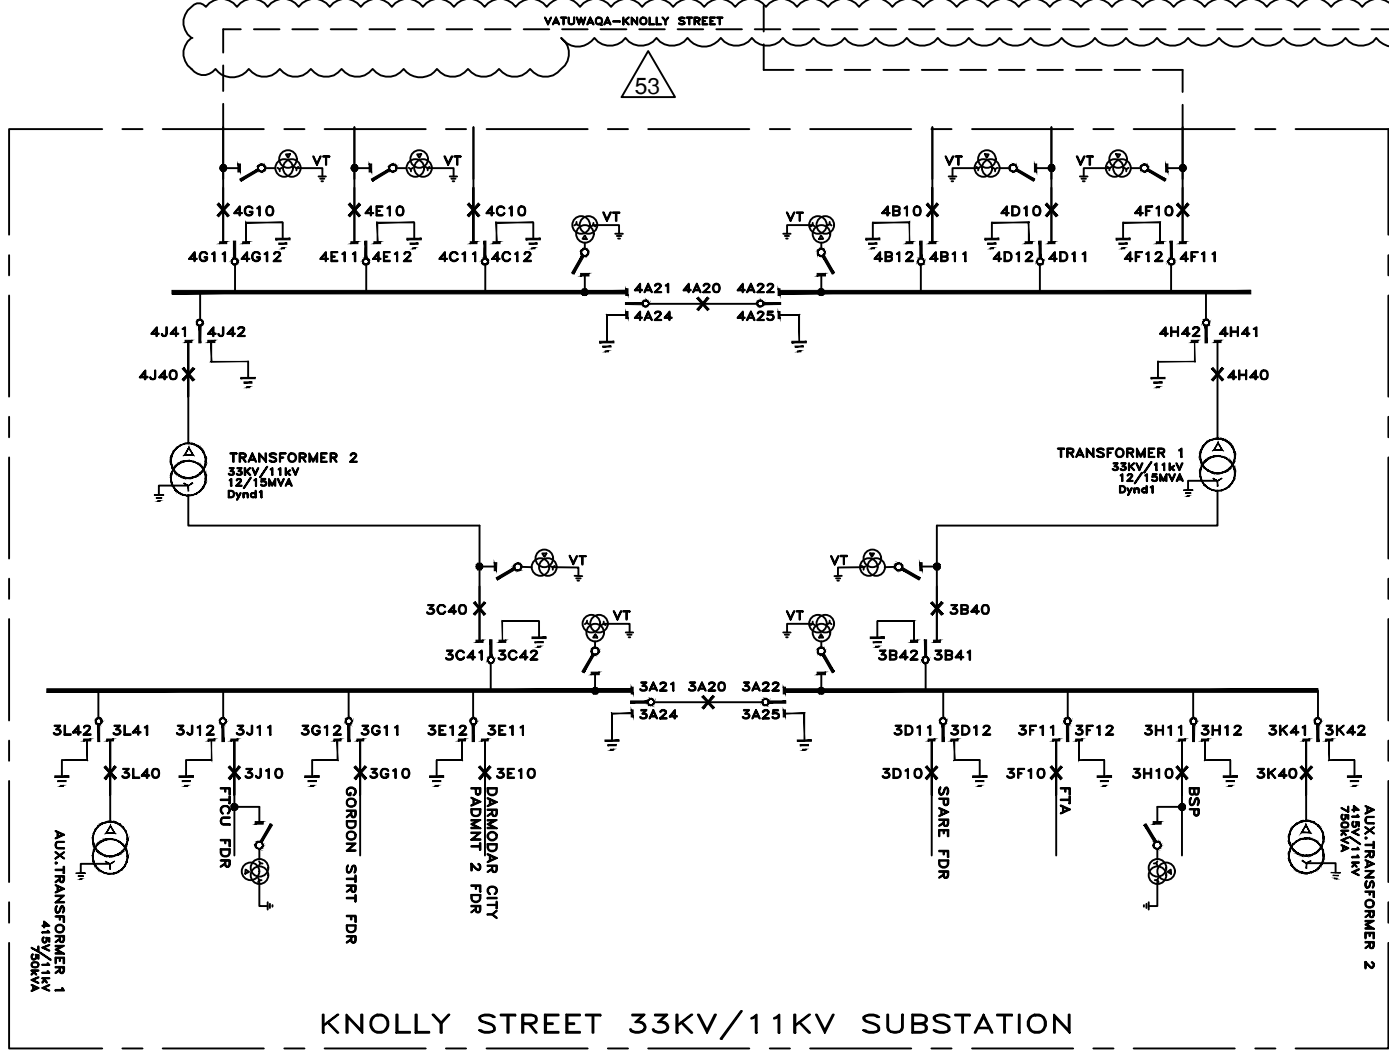 VATUWAQA-KNOLLY STREET
53
VT VT VT VT
4G10 4E10 4C10 VT VT 4B10 4D10 4F10
4G11 4G12 4E11 4E12 4C11 4C12 4B12 4B11 4D12 4D11 4F12 4F11
4A21 4A20 4A22
4A24 4A25
4J41 4J42 4H42 4H41
4J40 4H40
TRANSFORMER 2
33KV/11kV
12/15MVA
Dynd1
TRANSFORMER 1
33KV/11kV
12/15MVA
Dynd1
VT VT
3C40 VT VT 3B40
3C41 3C42 3B42 3B41
3A21 3A20 3A22
3A24 3A25
3L42 3L41 3J12 3J11 3G12 3G11 3E12 3E11 3D11 3D12 3F11 3F12 3H11 3H12 3K41 3K42
3L40 3J10 3G10 3E10 3D10 3F10 3H10 3K40
AUX.TRANSFORMER 1
415V/11kV
750kVA
FTCU FDR
GORDON STRT FDR
DARMODAR CITY
PADMNT 2 FDR
SPARE FDR
FTA
BSP
AUX.TRANSFORMER 2
415V/11kV
750kVA
KNOLLY STREET 33KV/11KV SUBSTATION